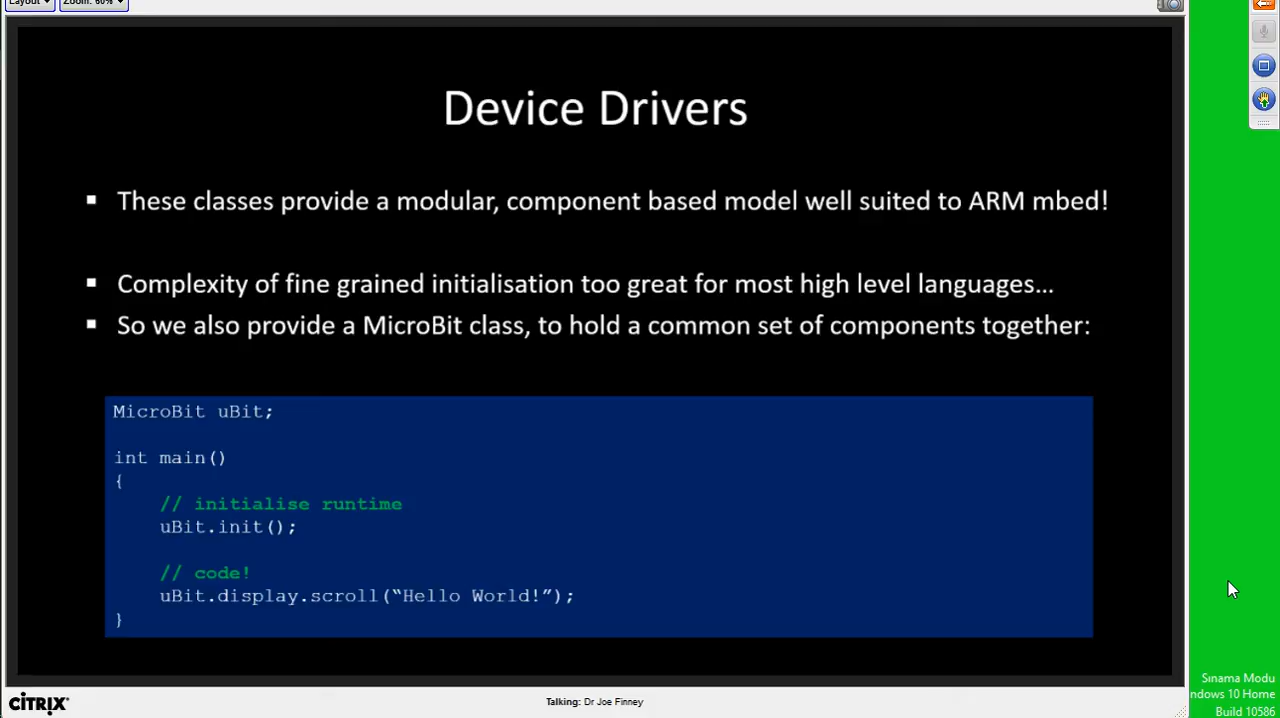 Layout
Zoom: 60%
Device Drivers
▪ These classes provide a modular, component based model well suited to ARM mbed!
▪ Complexity of fine grained initialisation too great for most high level languages…
▪ So we also provide a MicroBit class, to hold a common set of components together:
MicroBit uBit;
int main()
{
// initialise runtime
uBit.init();
// code!
uBit.display.scroll(“Hello World!”);
}
CİTRIX
Talking: Dr Joe Finney
Sınama Modu
ndows 10 Home
Build 10586